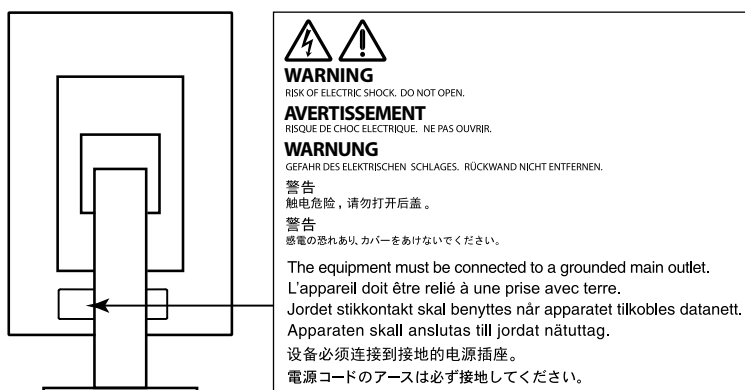 WARNING
RISK OF ELECTRIC SHOCK. DO NOT OPEN.
AVERTISSEMENT
RISQUE DE CHOC ELECTRIQUE. NE PAS OUVRIR.
WARNUNG
GEFAHR DES ELEKTRISCHEN SCHLAGES. RÜCKWAND NICHT ENTFERNEN.
警告
触电危险，请勿打开后盖。
警告
感電の恐れあり、カバーをあけないでください。
The equipment must be connected to a grounded main outlet.
L'appareil doit être relié à une prise avec terre.
Jordet stikkontakt skal benyttes når apparatet tilkobles datanett.
Apparaten skall anslutas till jordat nätuttag.
设备必须连接到接地的电源插座。
電源コードのアースは必ず接地してください。